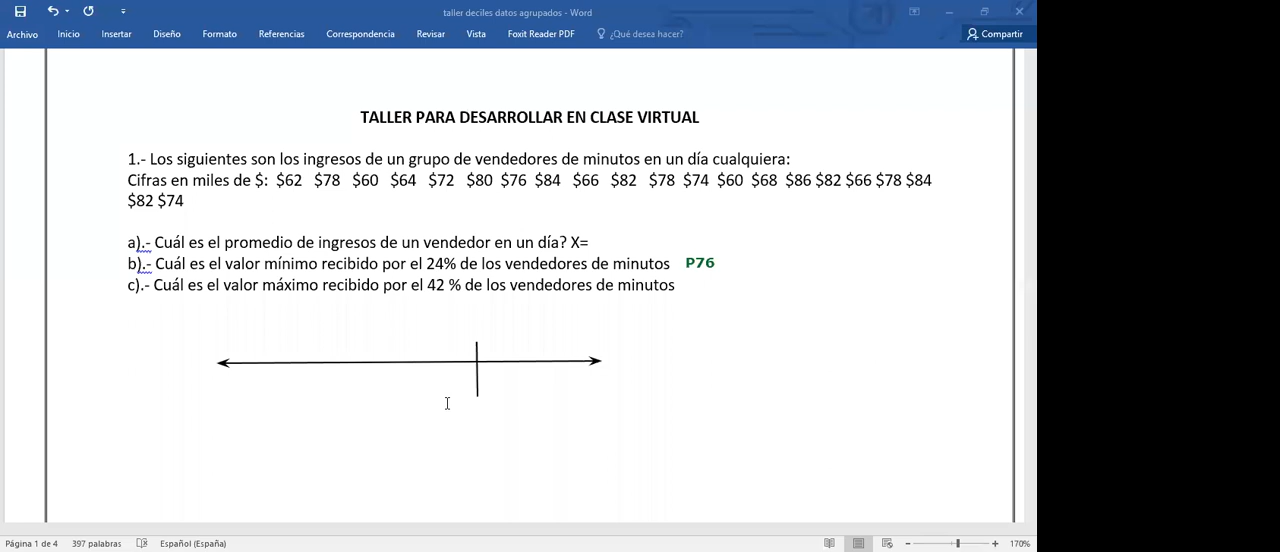 taller deciles datos agrupados - Word
Archivo Inicio Insertar Diseño Formato Referencias Correspondencia Revisar Vista Foxit Reader PDF ¿Qué desea hacer? Compartir
TALLER PARA DESARROLLAR EN CLASE VIRTUAL
1.- Los siguientes son los ingresos de un grupo de vendedores de minutos en un día cualquiera:
Cifras en miles de $: $62 $78 $60 $64 $72 $80 $76 $84 $66 $82 $78 $74 $60 $68 $86 $82 $66 $78 $84
$82 $74
a).- Cuál es el promedio de ingresos de un vendedor en un día? X=
b).- Cuál es el valor mínimo recibido por el 24% de los vendedores de minutos P76
c).- Cuál es el valor máximo recibido por el 42 % de los vendedores de minutos
Página 1 de 4 397 palabras Español (España) 170%